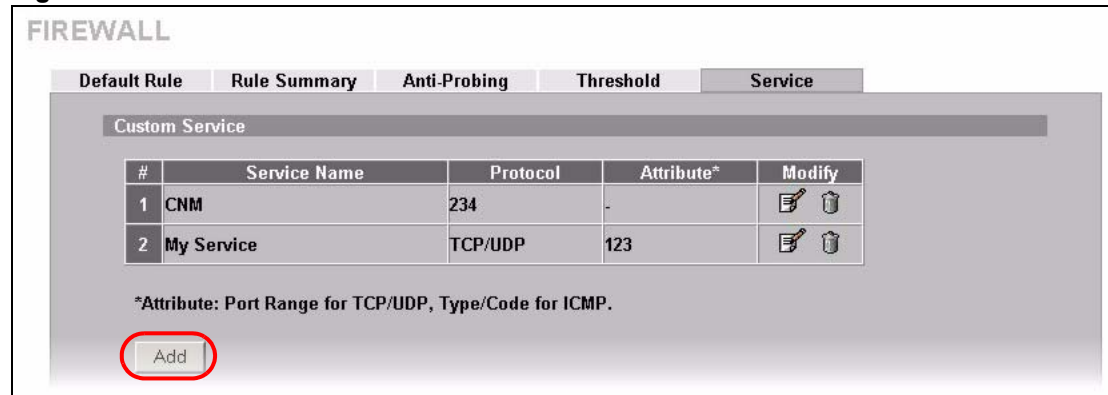 FIREWALL
Default Rule Rule Summary Anti-Probing Threshold Service
Custom Service
# Service Name Protocol Attribute* Modify
1 CNM 234 -
2 My Service TCP/UDP 123
*Attribute: Port Range for TCP/UDP, Type/Code for ICMP.
Add